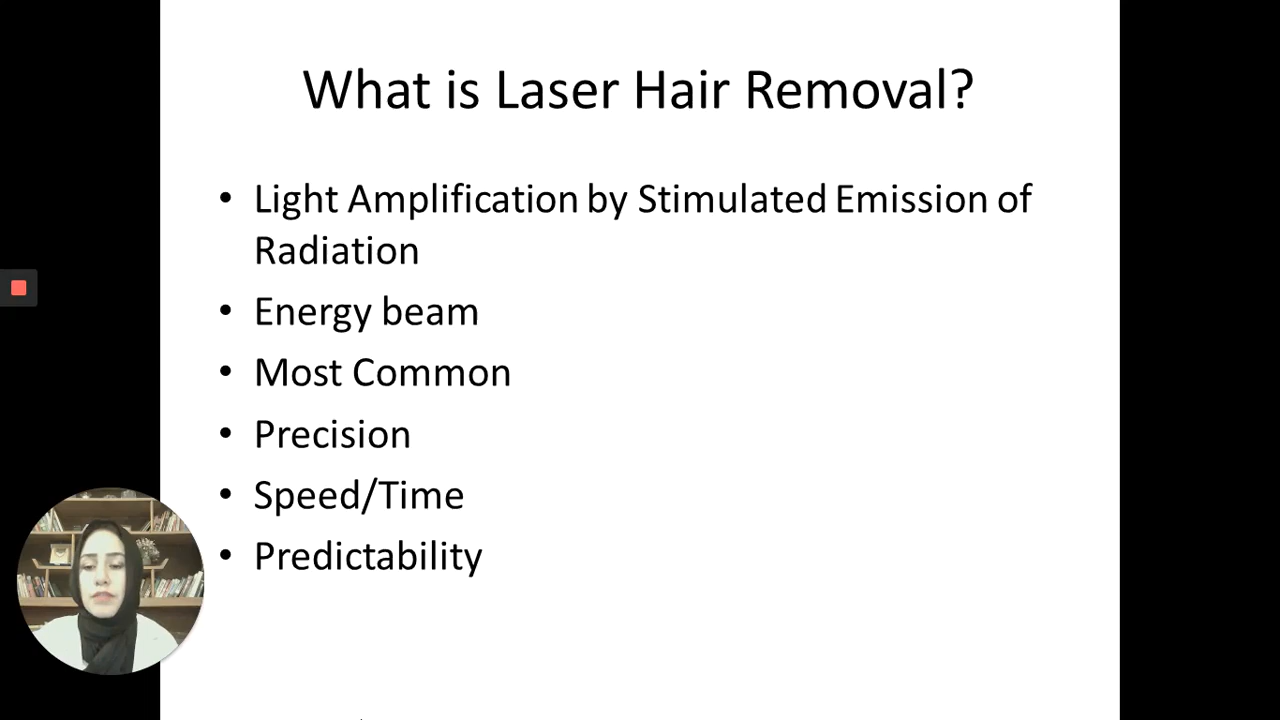 What is Laser Hair Removal?
• Light Amplification by Stimulated Emission of
Radiation
• Energy beam
• Most Common
• Precision
• Speed/Time
• Predictability